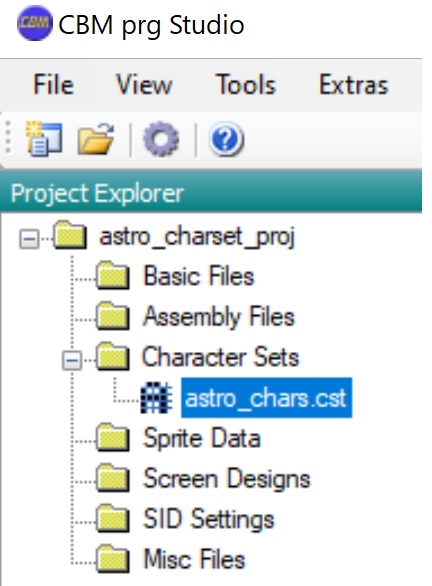 CBM CBM prg Studio
File View Tools Extras
Project Explorer
astro_charset_proj
Basic Files
Assembly Files
Character Sets
astro_chars.cst
Sprite Data
Screen Designs
SID Settings
Misc Files